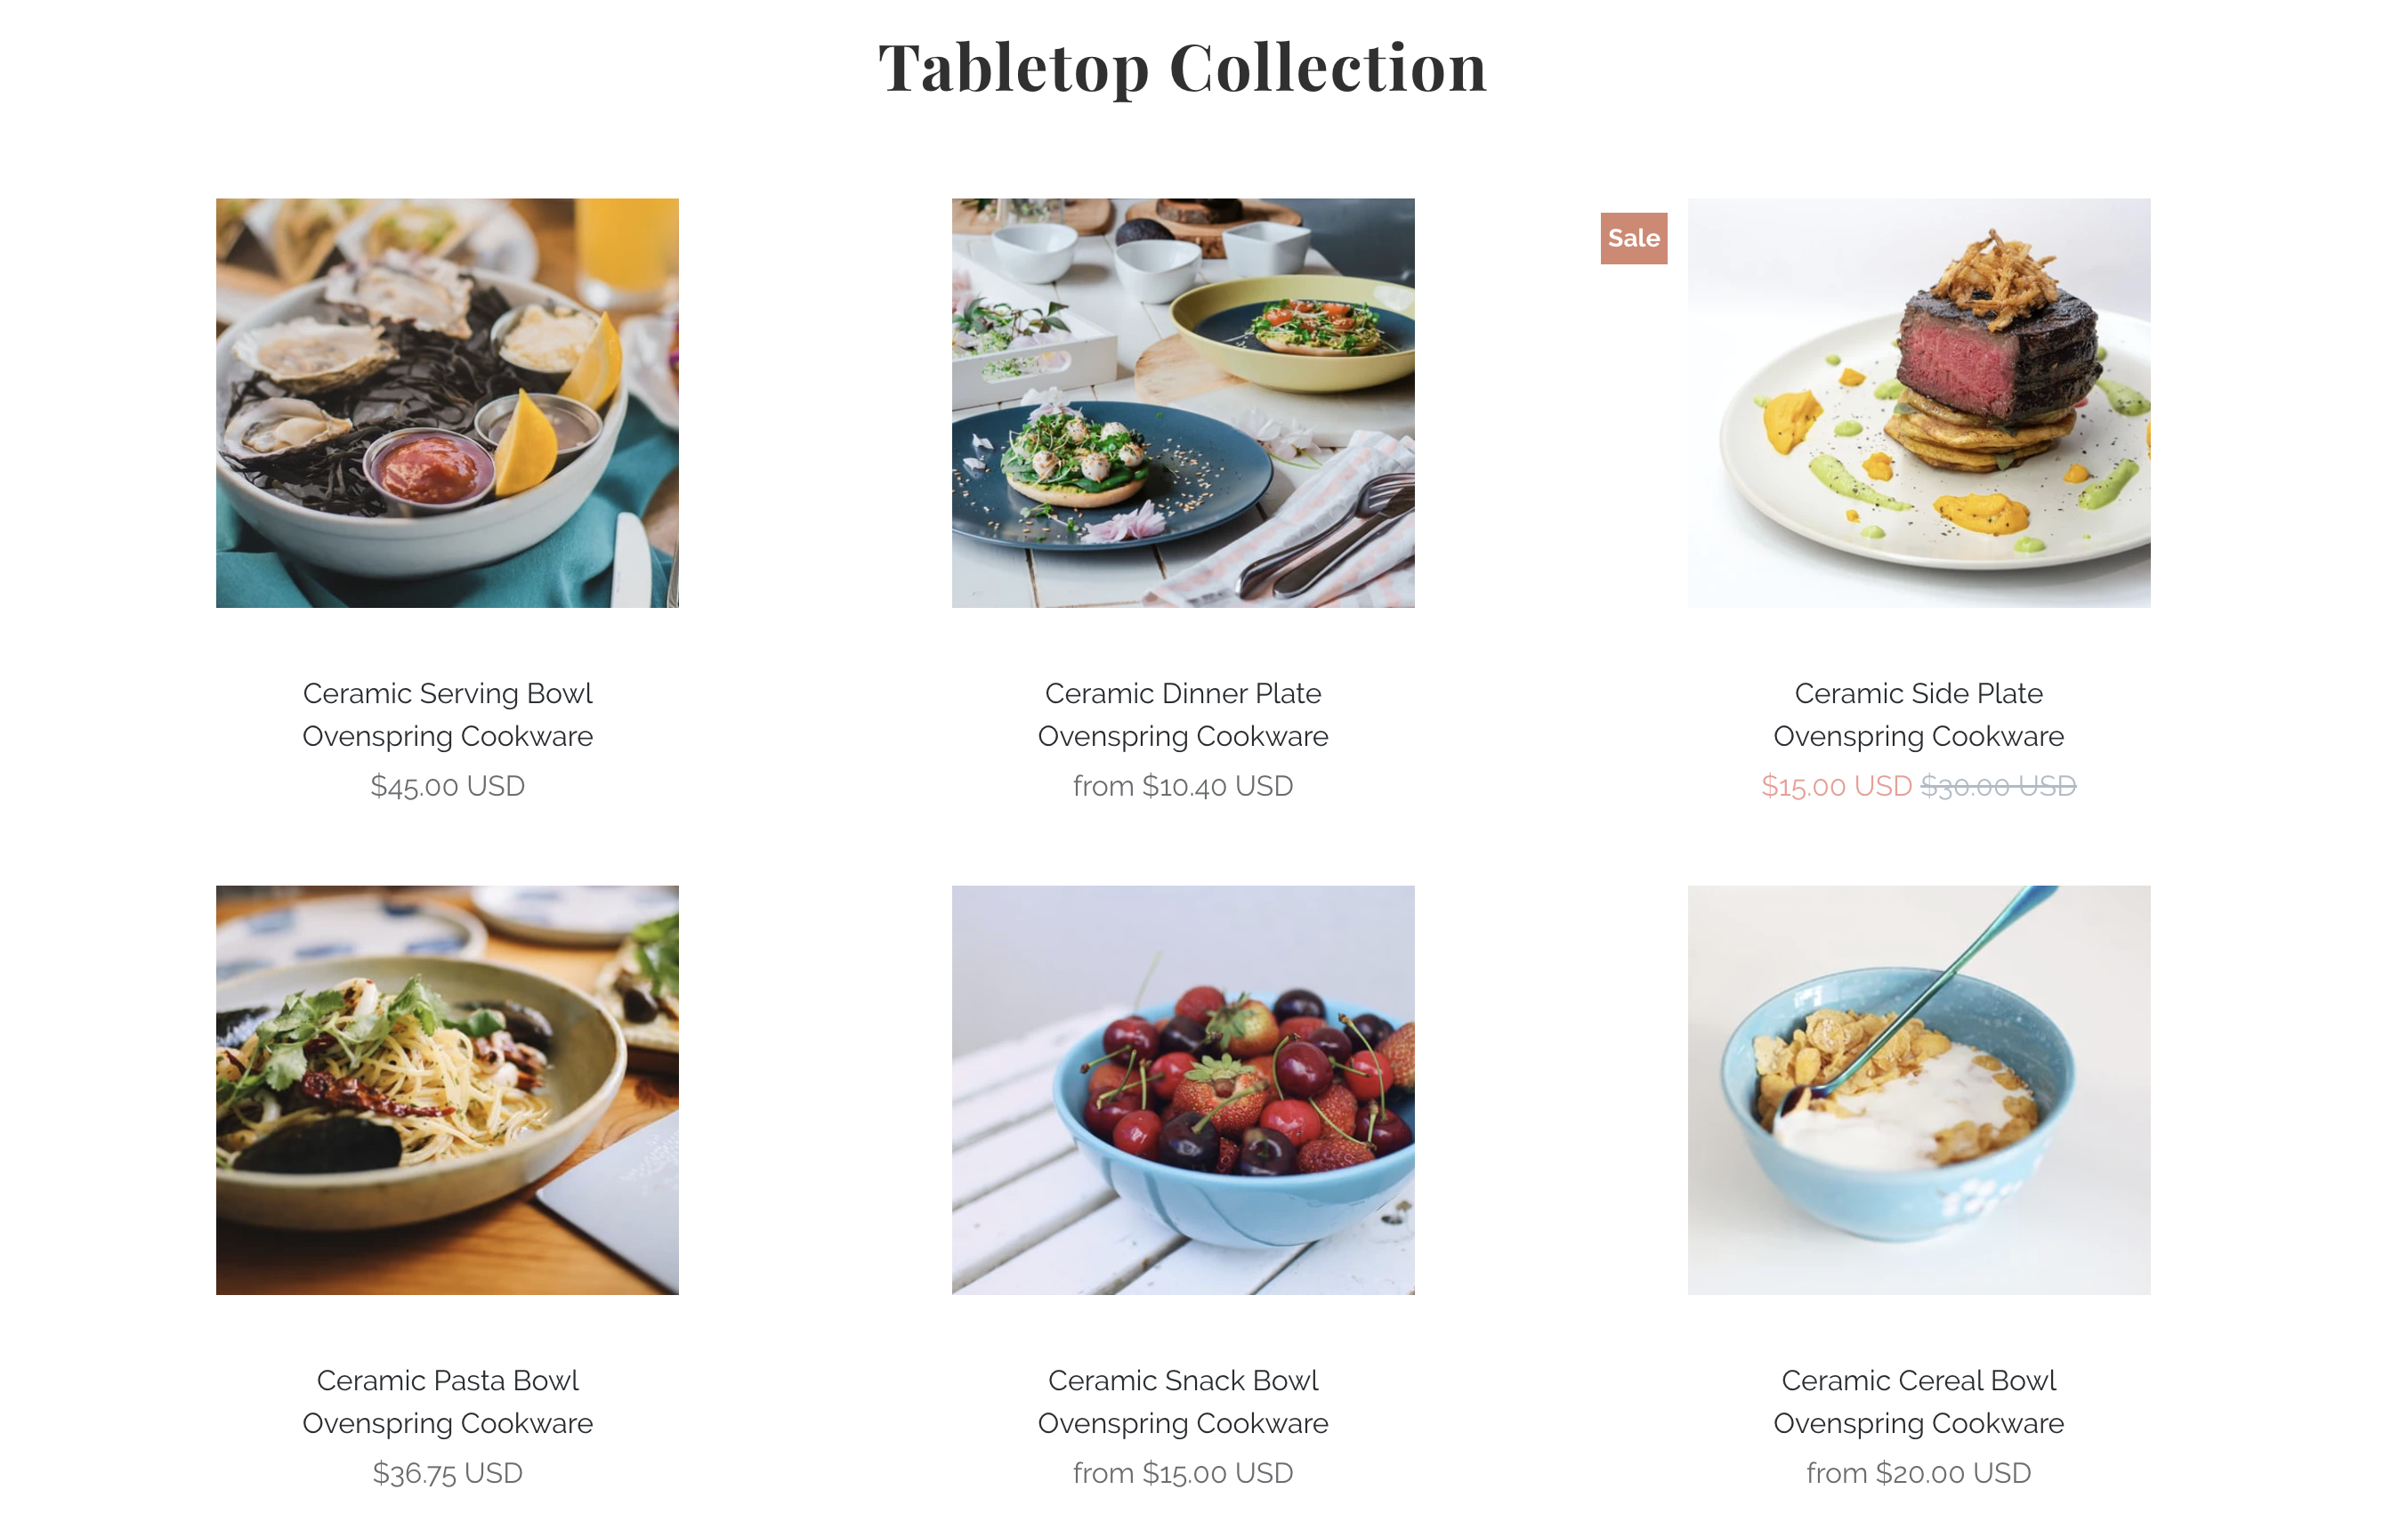 Tabletop Collection
Sale
Ceramic Serving Bowl
Ovenspring Cookware
$45.00 USD
Ceramic Dinner Plate
Ovenspring Cookware
from $10.40 USD
Ceramic Side Plate
Ovenspring Cookware
$15.00 USD $30.00 USD
Ceramic Pasta Bowl
Ovenspring Cookware
$36.75 USD
Ceramic Snack Bowl
Ovenspring Cookware
from $15.00 USD
Ceramic Cereal Bowl
Ovenspring Cookware
from $20.00 USD